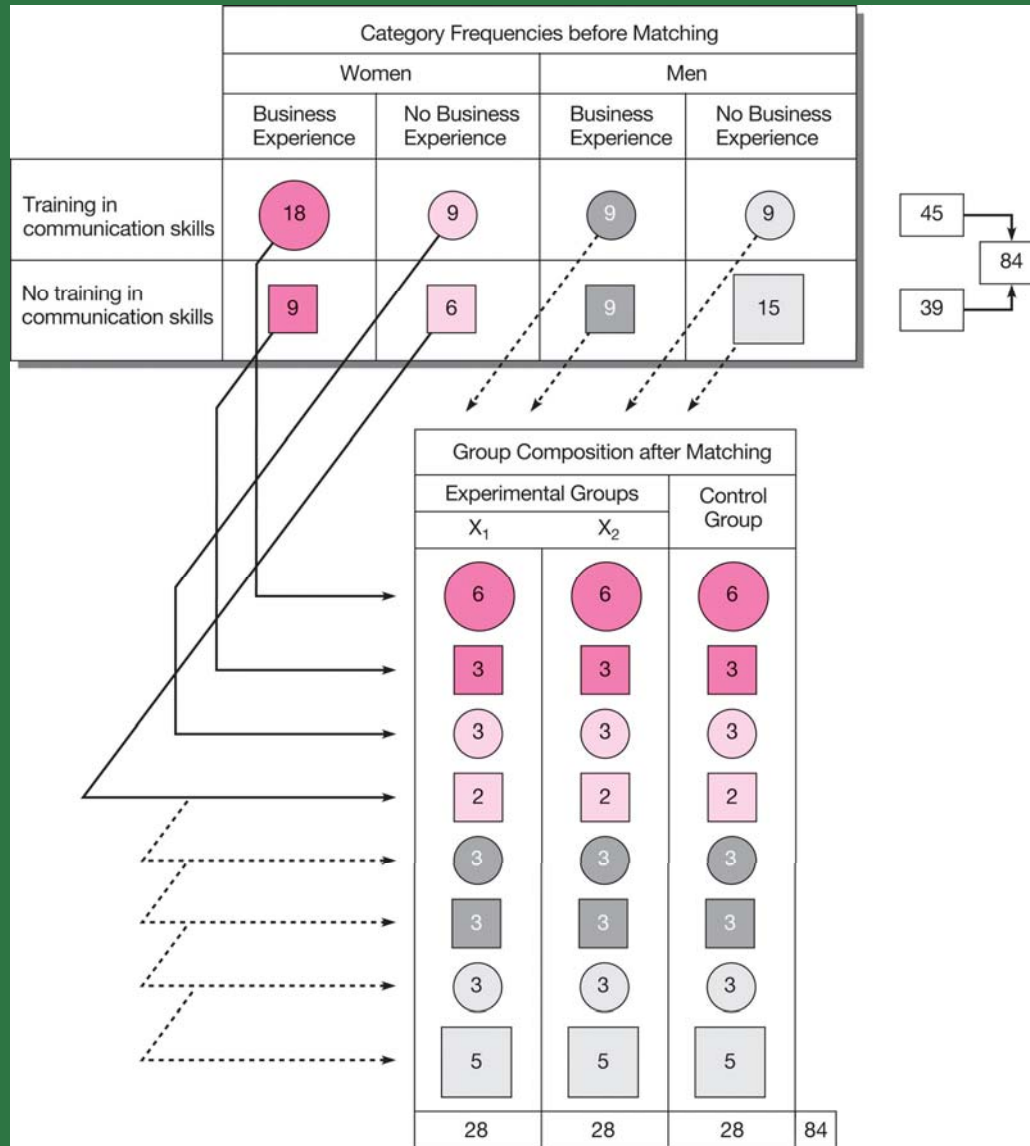 Category Frequencies before Matching
Women Men
Business Experience No Business Experience Business Experience No Business Experience
Training in communication skills 18 9 9 9 45
84
No training in communication skills 9 6 9 15 39
Group Composition after Matching
Experimental Groups Control Group
X₁ X₂
6 6 6
3 3 3
3 3 3
2 2 2
3 3 3
3 3 3
3 3 3
5 5 5
28 28 28 84